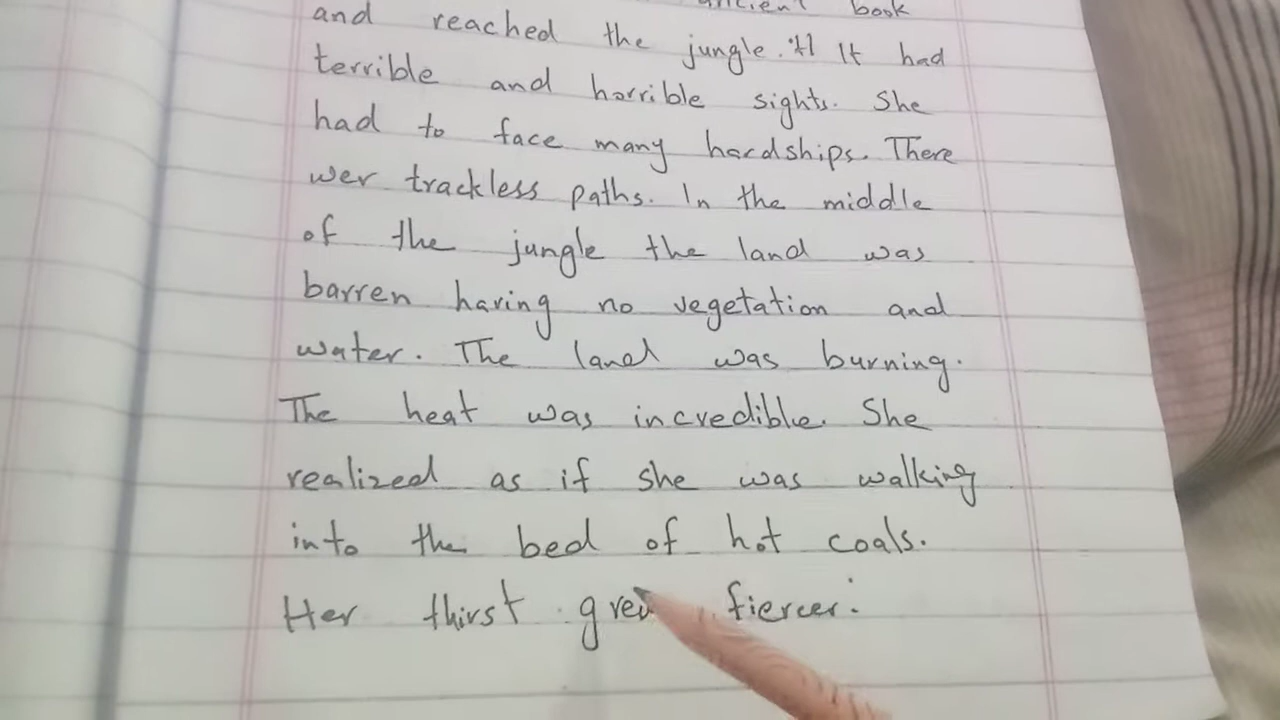 ancient book
and reached the jungle. It It had
terrible and horrible sights. She
had to face many hardships. There
wer trackless paths. In the middle
of the jungle the land was
barren having no vegetation and
water. The land was burning.
The heat was incredible. She
realized as if she was walking
into the bed of hot coals.
Her thirst grew fiercer.